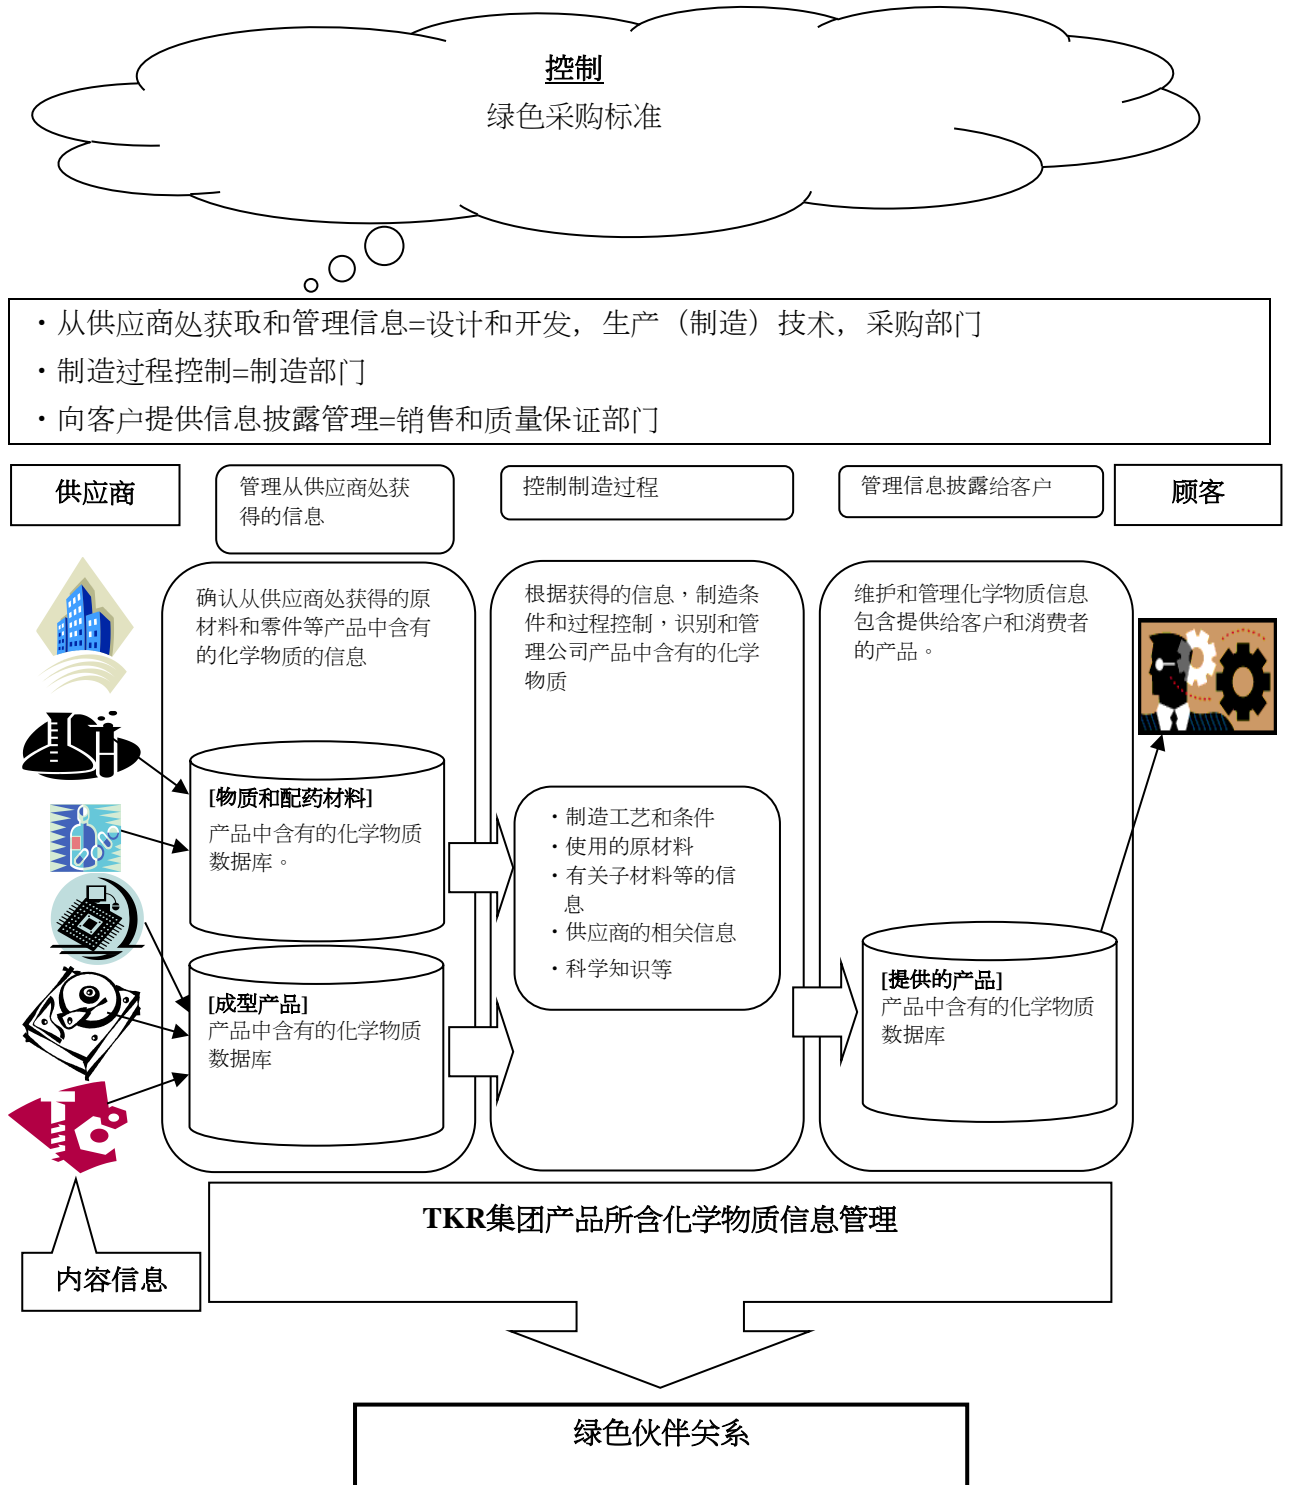 控制
绿色采购标准
・从供应商处获取和管理信息=设计和开发，生产（制造）技术，采购部门
・制造过程控制=制造部门
・向客户提供信息披露管理=销售和质量保证部门
供应商
管理从供应商处获
得的信息
控制制造过程
管理信息披露给客户
顾客
确认从供应商处获得的原
材料和零件等产品中含有
的化学物质的信息
根据获得的信息，制造条
件和过程控制，识别和管
理公司产品中含有的化学
物质
维护和管理化学物质信息
包含提供给客户和消费者
的产品。
[物质和配药材料]
产品中含有的化学物质
数据库。
・制造工艺和条件
・使用的原材料
・有关子材料等的信
息
・供应商的相关信息
・科学知识等
[成型产品]
产品中含有的化学物质
数据库
[提供的产品]
产品中含有的化学物质
数据库
TKR集团产品所含化学物质信息管理
内容信息
绿色伙伴关系